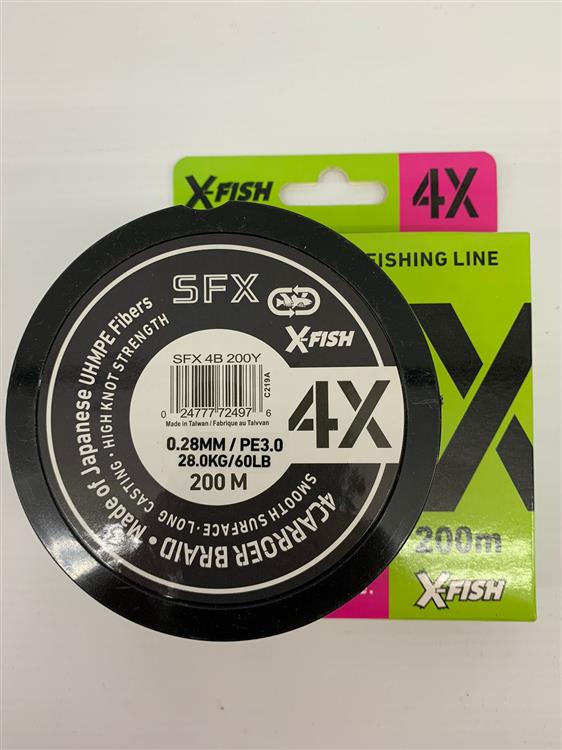 X-FISH
4X
FISHING LINE
SFX
X-FISH
SFX 4B 200Y
C219A
0 24777 72497 6
Made in Taiwan / Fabrique au Taivvan
4X
0.28MM / PE3.0
28.0KG/60LB
200 M
Made of Japanese UHMPE Fibers
HIGH KNOT STRENGTH
4CARROER BRAID •
SMOOTH SURFACE · LONG CASTING ·
X
200m
X-FISH